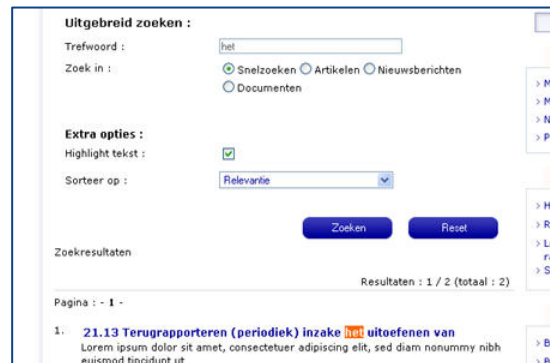 Uitgebreid zoeken :
Trefwoord : het
Zoek in : Snelzoeken Artikelen Nieuwsberichten
Documenten
Extra opties :
Highlight tekst :
Sorteer op : Relevantie
Zoeken Reset
Zoekresultaten
Resultaten : 1 / 2 (totaal : 2)
Pagina : - 1 -
1. 21.13 Terugrapporteren (periodiek) inzake het uitoefenen van
Lorem ipsum dolor sit amet, consectetuer adipiscing elit, sed diam nonummy nibh
euismod tincidunt ut